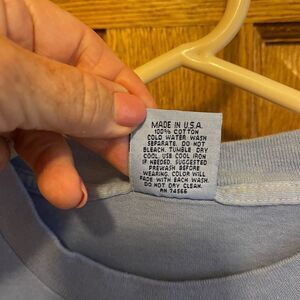 MADE IN U.S.A.
100% COTTON
COLD WATER WASH
SEPARATE. DO NOT
BLEACH. TUMBLE DRY
COOL. USE COOL IRON
IF NEEDED. SUGGESTED
PREWASH BEFORE
WEARING. COLOR WILL
FADE WITH EACH WASH.
DO NOT DRY CLEAN.
RN 74566